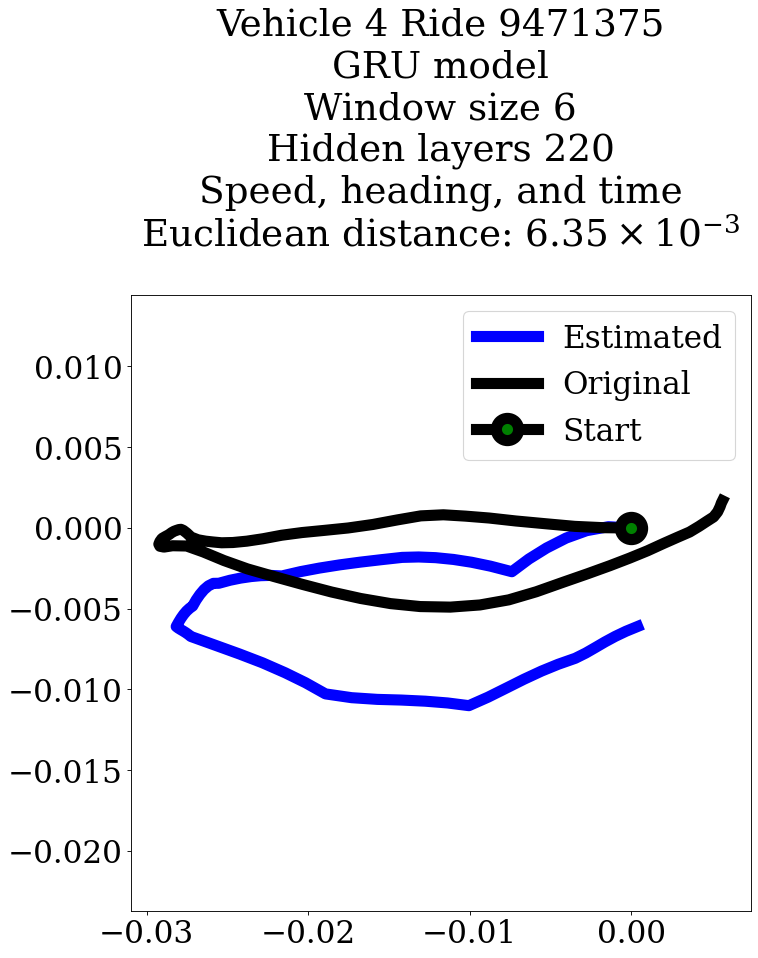 Vehicle 4 Ride 9471375
GRU model
Window size 6
Hidden layers 220
Speed, heading, and time
Euclidean distance: 6.35 × 10⁻³
Estimated
Original
Start
0.010
0.005
0.000
−0.005
−0.010
−0.015
−0.020
−0.03 −0.02 −0.01 0.00